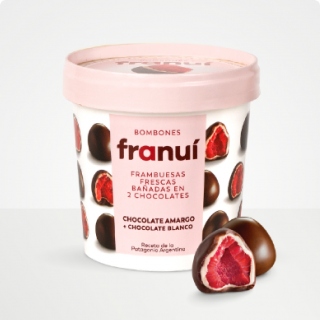 BOMBONES
franuí
FRAMBUESAS
FRESCAS
BAÑADAS EN
2 CHOCOLATES
CHOCOLATE AMARGO
+ CHOCOLATE BLANCO
Receta de la
Patagonia Argentina